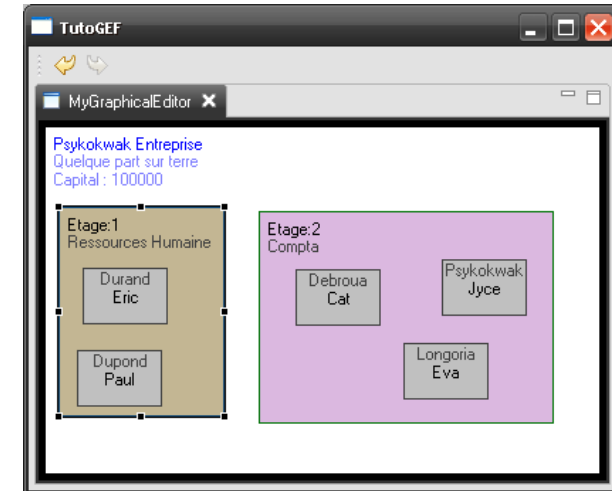 TutoGEF
MyGraphicalEditor
Psykokwak Entreprise
Quelque part sur terre
Capital : 100000
Etage:1
Ressources Humaine
Durand
Eric
Dupond
Paul
Etage:2
Compta
Debroua
Cat
Psykokwak
Jyce
Longoria
Eva